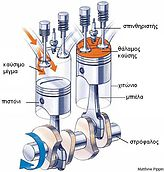 σπινθηριστής
καύσιμο
μίγμα
θάλαμος
καύσης
χιτώνιο
μπιέλα
πιστόνι
στρόφαλος
Matthew Pippin